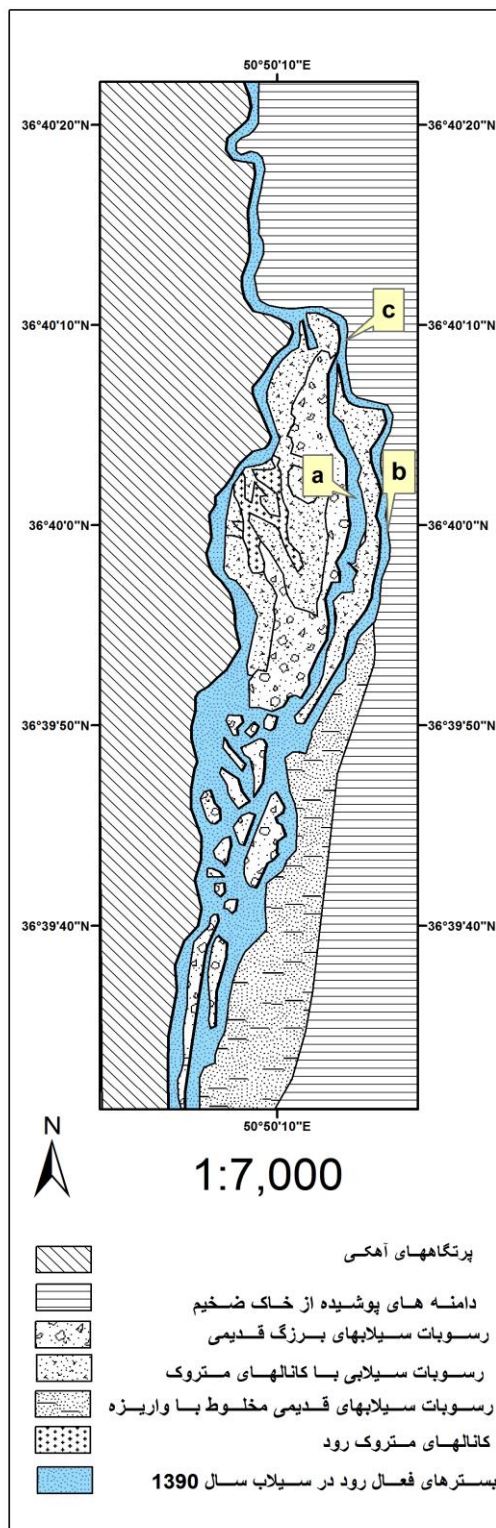 50°50'10"E
36°40'20"N 36°40'20"N
36°40'10"N 36°40'10"N
c
a
b
36°40'0"N 36°40'0"N
36°39'50"N 36°39'50"N
36°39'40"N 36°39'40"N
50°50'10"E
N
1:7,000
پرتگاههای آهکی
دامنه های پوشیده از خاک ضخیم
رسوبات سیلابهای بزرگ قدیمی
رسوبات سیلابی با کانالهای متروک
رسوبات سیلابهای قدیمی مخلوط با واریزه
کانالهای متروک رود
بسترهای فعال رود در سیلاب سال 1390